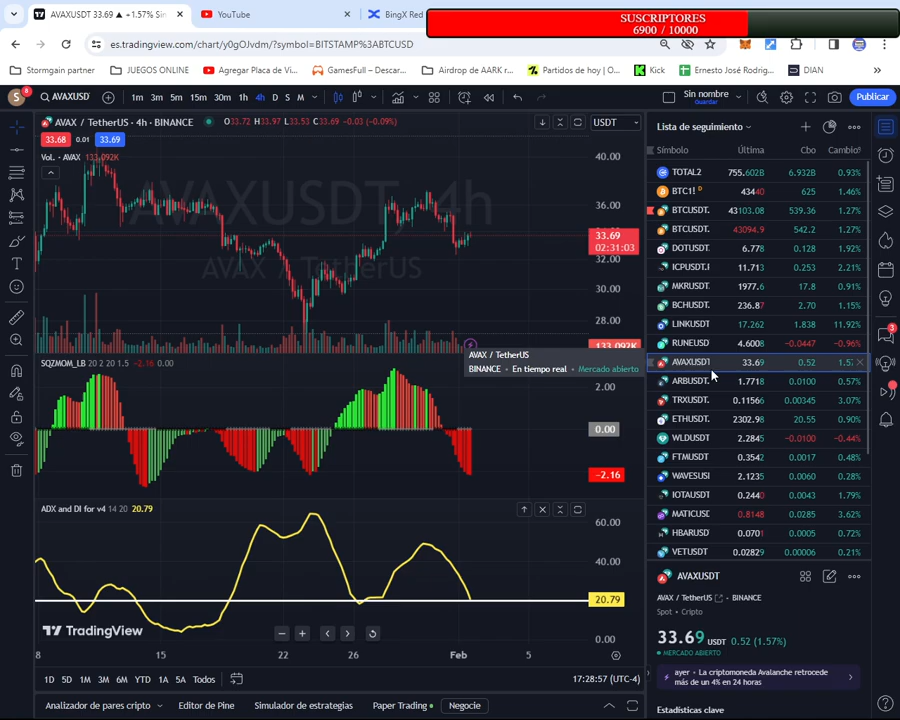 AVAXUSDT 33.69 ▲ +1.57% Sin
YouTube
BingX Red
SUSCRIPTORES
6900 / 10000
es.tradingview.com/chart/y0gOJvdm/?symbol=BITSTAMP%3ABTCUSD
Stormgain partner
JUEGOS ONLINE
Agregar Placa de Vi...
GamesFull – Descar...
Airdrop de AARK r...
Partidos de hoy | O...
Kick
Ernesto José Rodrig...
DIAN
S
8
AVAXUSD
1m 3m 5m 15m 30m 1h 4h D S M
Sin nombre
Guardar
Publicar
AVAX / TetherUS · 4h · BINANCE
O33.72 H33.97 L33.53 C33.69 −0.03 (−0.09%)
USDT
33.68 0.01 33.69
Vol. · AVAX 133.092K
AVAXUSDT, 4h
AVAX / TetherUS
40.00
36.00
33.69
02:31:03
32.00
30.00
28.00
133.092K
AVAX / TetherUS
BINANCE • En tiempo real • Mercado abierto
SQZMOM_LB 20 2 20 1.5 −2.16 0.00
2.00
0.00
−2.16
ADX and DI for v4 14 20 20.79
60.00
40.00
20.79
0.00
TradingView
8 15 22 26 Feb 5
1D 5D 1M 3M 6M YTD 1A 5A Todos
17:28:57 (UTC-4)
Analizador de pares cripto
Editor de Pine
Simulador de estrategias
Paper Trading
Negocie
Lista de seguimiento
Símbolo Última Cbo Cambio%
TOTAL2 755.602B 6.932B 0.93%
BTC1! D 43440 625 1.46%
BTCUSDT. 43103.08 539.36 1.27%
BTCUSDT. 43094.9 542.2 1.27%
DOTUSDT. 6.778 0.128 1.92%
ICPUSDT.I 11.713 0.253 2.21%
MKRUSDT. 1977.6 17.8 0.91%
BCHUSDT. 236.87 2.70 1.15%
LINKUSDT 17.262 1.838 11.92%
RUNEUSD 4.6008 −0.0447 −0.96%
AVAXUSDT 33.69 0.52 1.57
ARBUSDT. 1.7718 0.0100 0.57%
TRXUSDT. 0.11566 0.00345 3.07%
ETHUSDT. 2302.98 20.55 0.90%
WLDUSDT 2.2845 −0.0100 −0.44%
FTMUSDT 0.3542 0.0017 0.48%
WAVESUSI 2.1235 0.0060 0.28%
IOTAUSDT 0.2440 0.0043 1.79%
MATICUSD 0.8148 0.0285 3.62%
HBARUSD 0.0701 0.0005 0.72%
VETUSDT 0.02829 0.00006 0.21%
3
AVAXUSDT
AVAX / TetherUS • BINANCE
Spot • Cripto
33.69 USDT 0.52 (1.57%)
MERCADO ABIERTO
ayer • La criptomoneda Avalanche retrocede
más de un 4% en 24 horas
Estadísticas clave